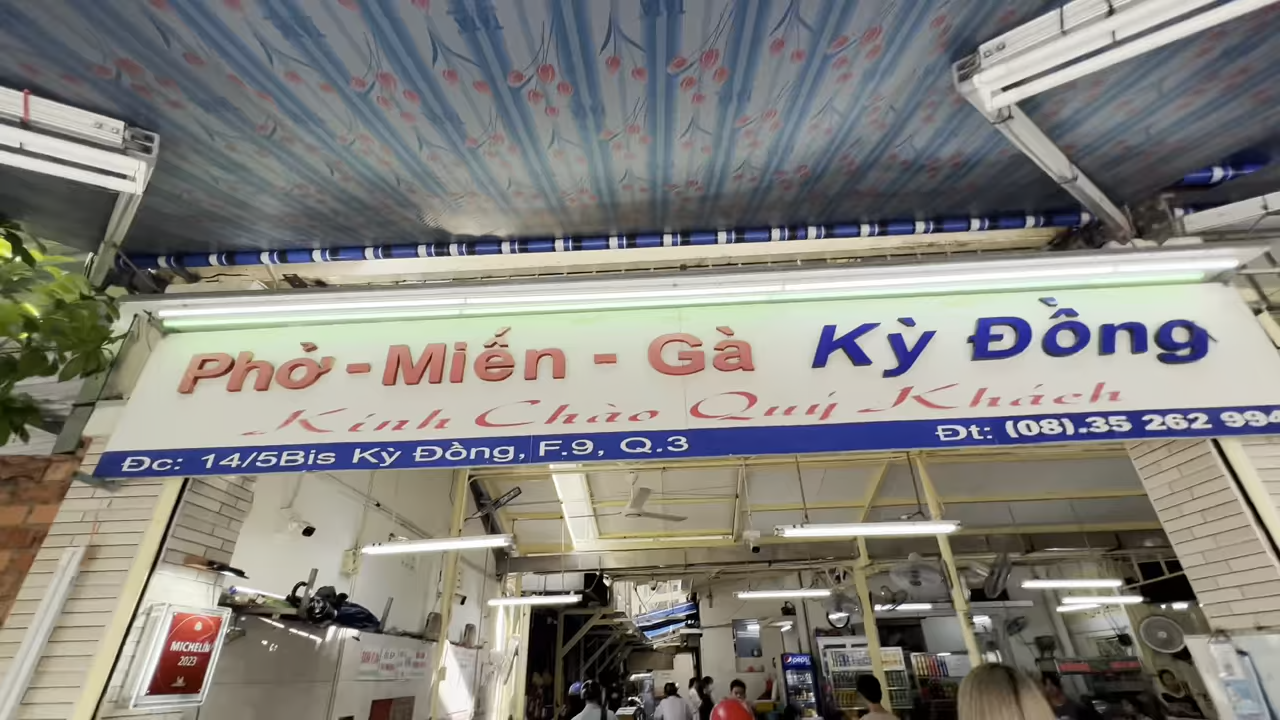 Phở - Miến - Gà Kỳ Đồng
Kính Chào Quý Khách
Đc: 14/5Bis Kỳ Đồng, F.9, Q.3
Đt: (08).35 262 994
MICHELIN
2023
pepsi